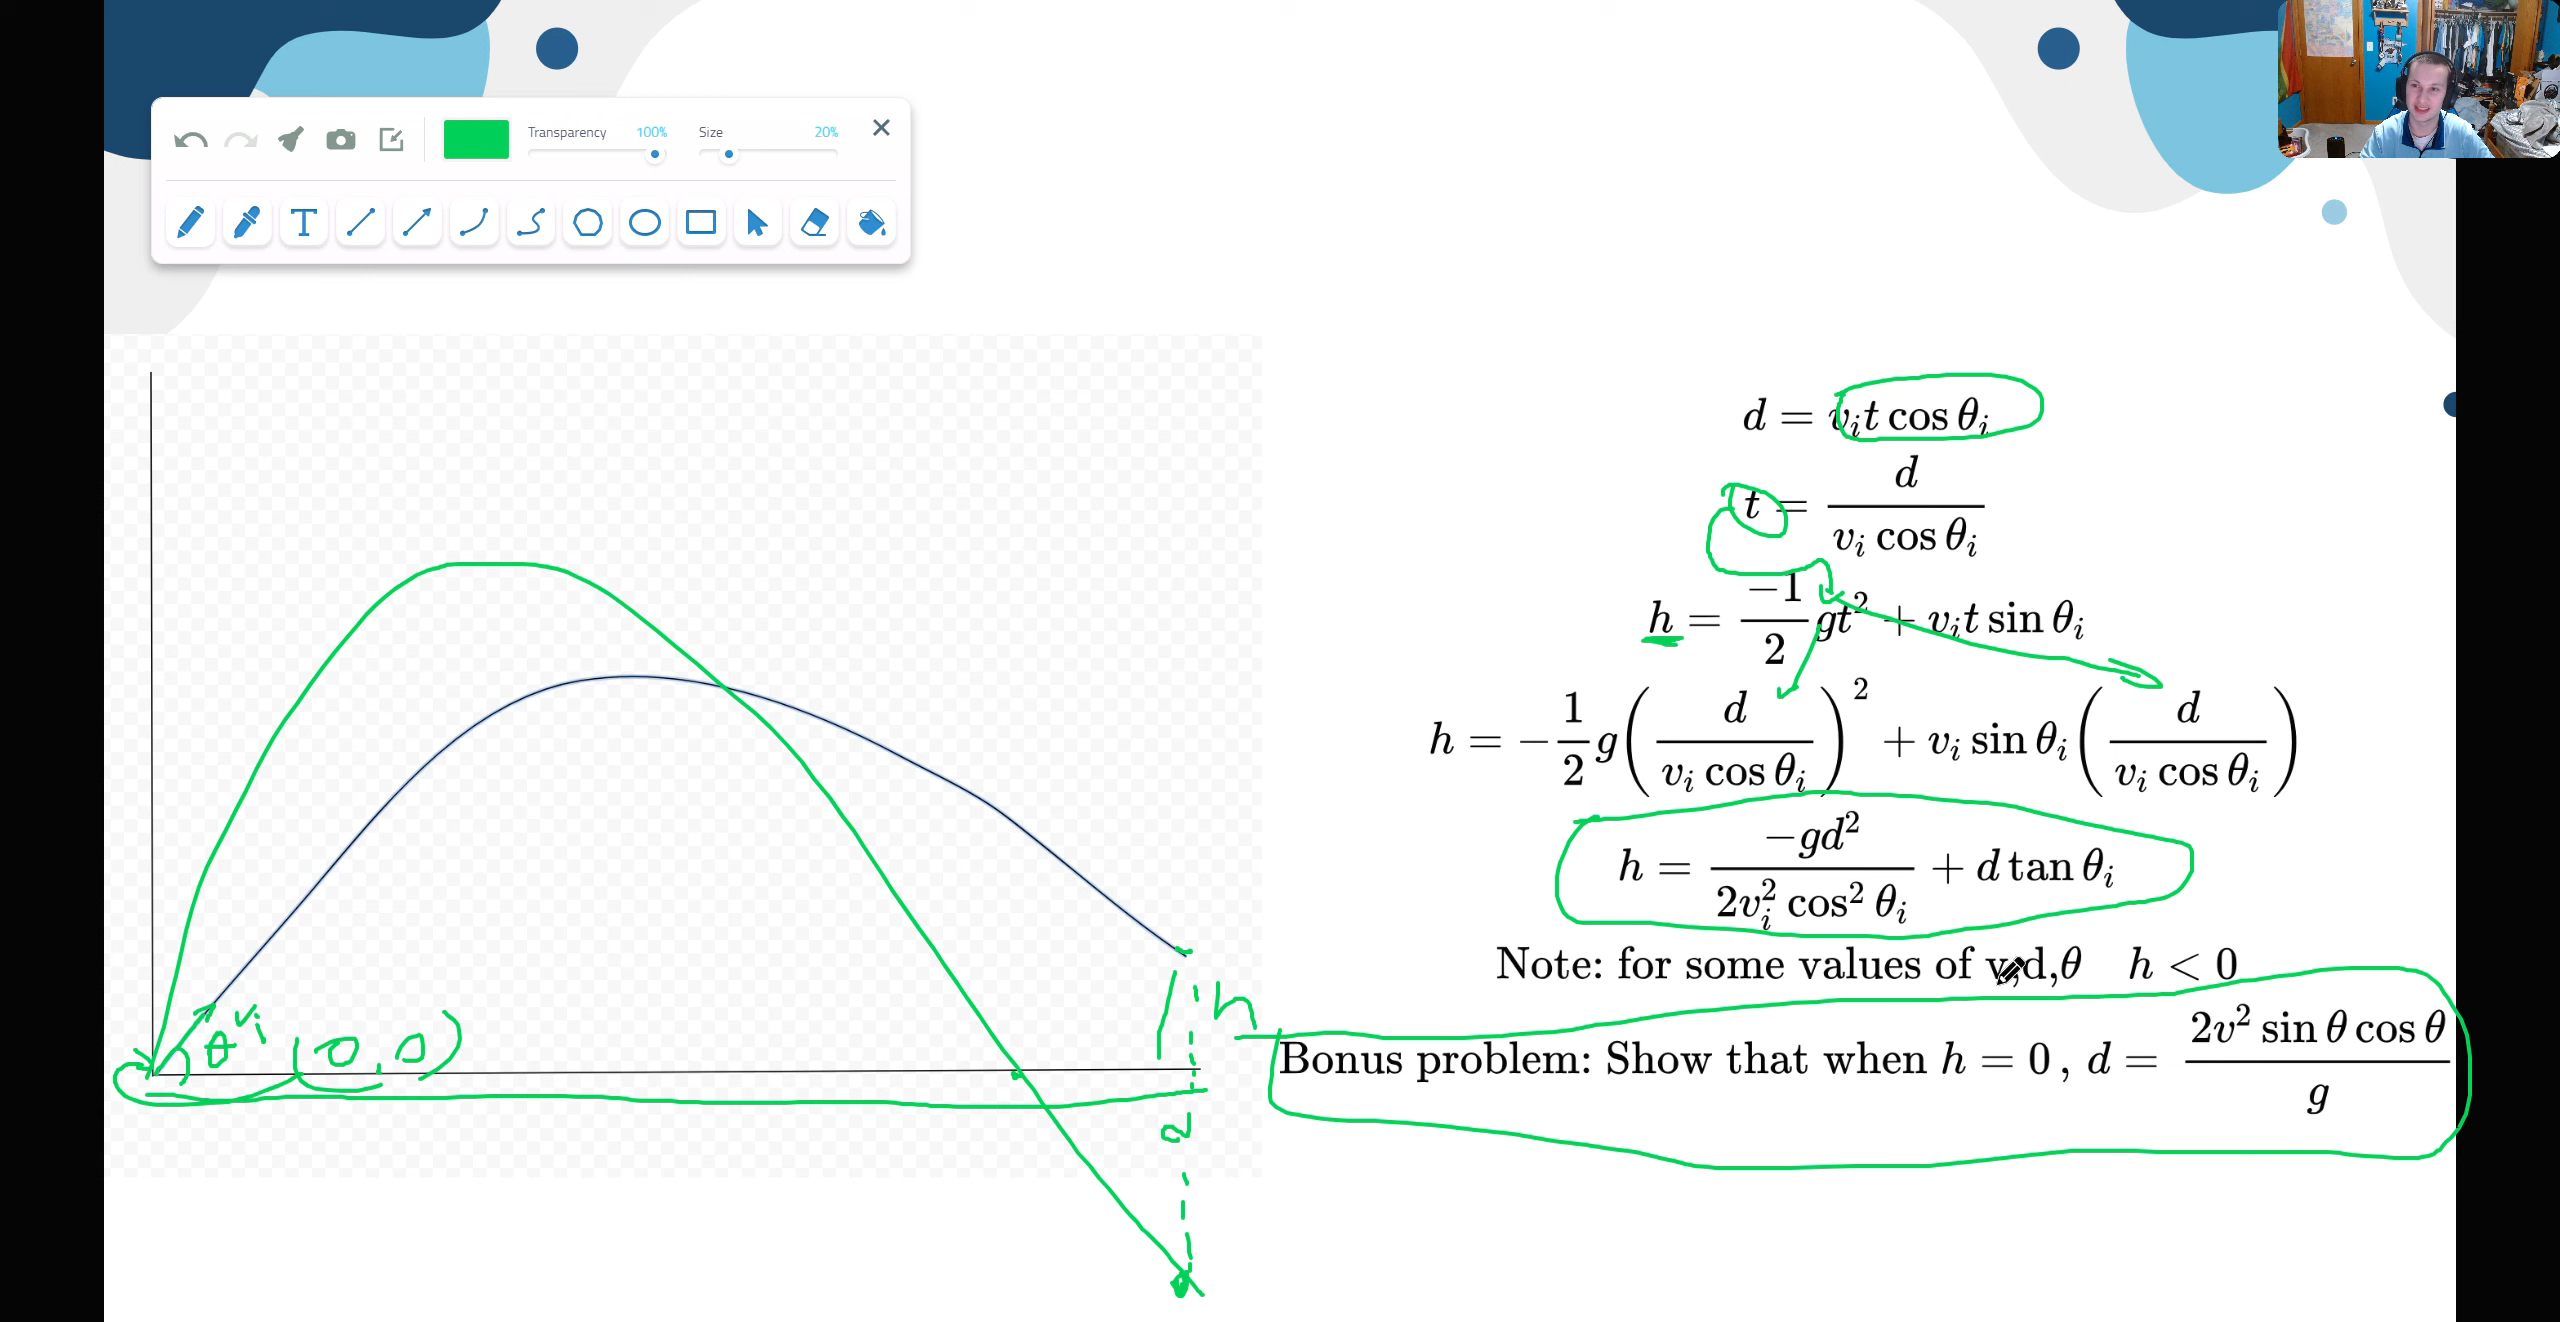 Transparency 100% Size 20%
T
d = v_i t cos θ_i
t = d / (v_i cos θ_i)
h = (-1/2) g t^2 + v_i t sin θ_i
h = -(1/2) g (d / (v_i cos θ_i))^2 + v_i sin θ_i (d / (v_i cos θ_i))
h = -gd^2 / (2v_i^2 cos^2 θ_i) + d tan θ_i
Note: for some values of v,d,θ h < 0
Bonus problem: Show that when h = 0 , d = 2v^2 sin θ cos θ / g
θ v_i (0,0) h
d